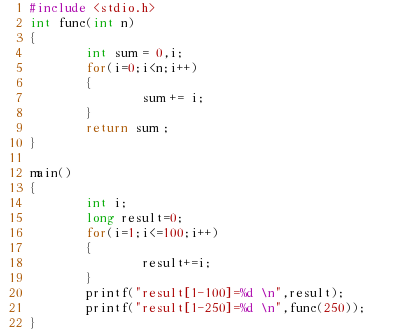 1 #include <stdio.h>
2 int func(int n)
3 {
4         int sum = 0,i;
5         for(i=0;i<n;i++)
6         {
7                 sum += i;
8         }
9         return sum ;
10 }
11
12 main()
13 {
14         int i;
15         long result=0;
16         for(i=1;i<=100;i++)
17         {
18                 result+=i;
19         }
20         printf("result[1-100]=%d \n",result);
21         printf("result[1-250]=%d \n",func(250));
22 }